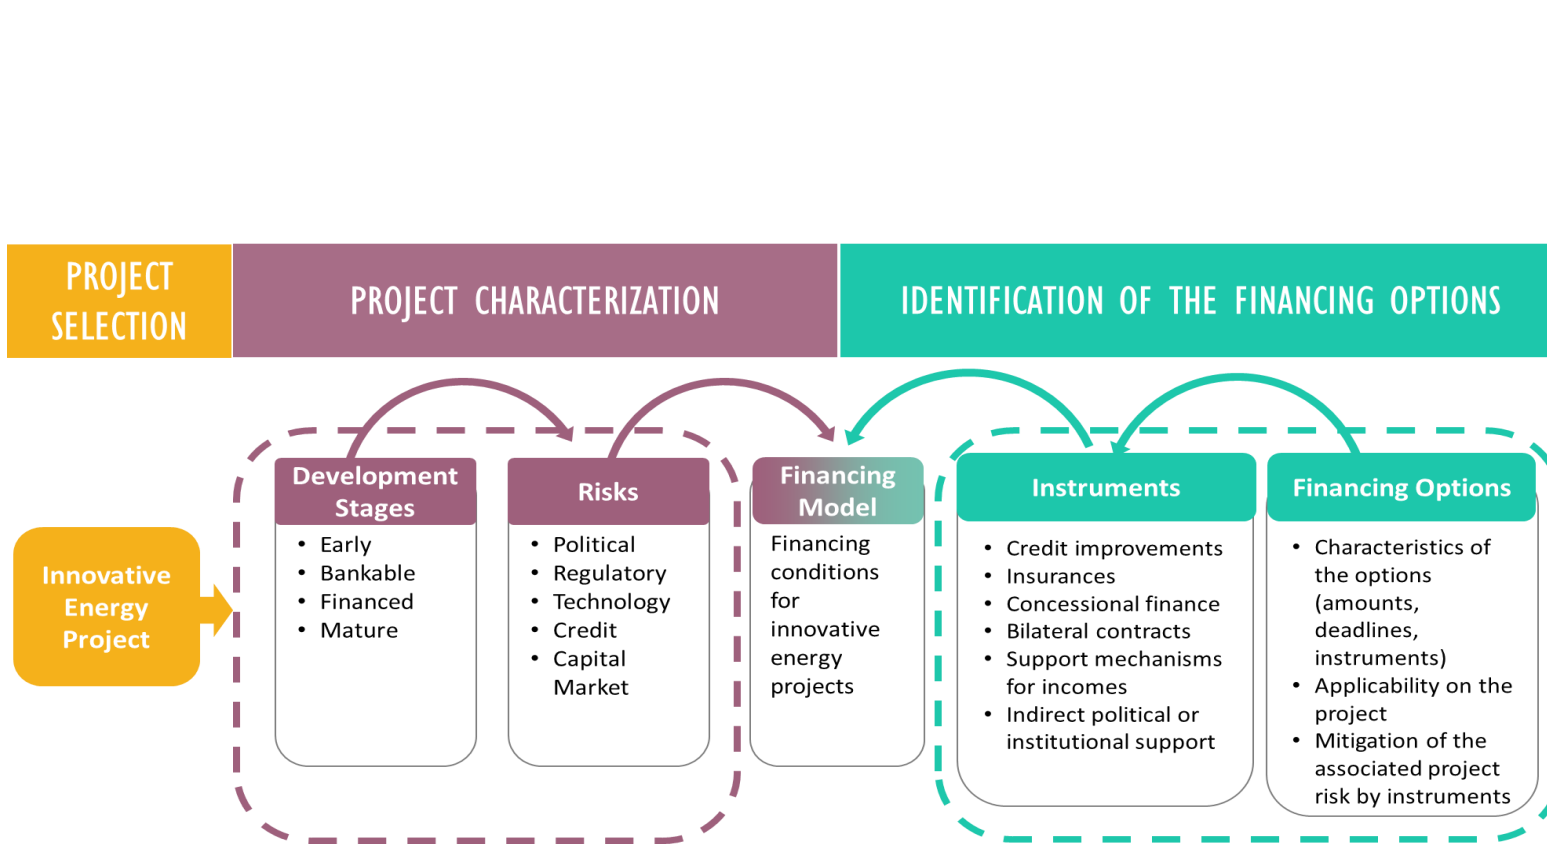 PROJECT
SELECTION
PROJECT CHARACTERIZATION
IDENTIFICATION OF THE FINANCING OPTIONS
Innovative
Energy
Project
Development
Stages
• Early
• Bankable
• Financed
• Mature
Risks
• Political
• Regulatory
• Technology
• Credit
• Capital
Market
Financing
Model
Financing
conditions
for
innovative
energy
projects
Instruments
• Credit improvements
• Insurances
• Concessional finance
• Bilateral contracts
• Support mechanisms
for incomes
• Indirect political or
institutional support
Financing Options
• Characteristics of
the options
(amounts,
deadlines,
instruments)
• Applicability on the
project
• Mitigation of the
associated project
risk by instruments